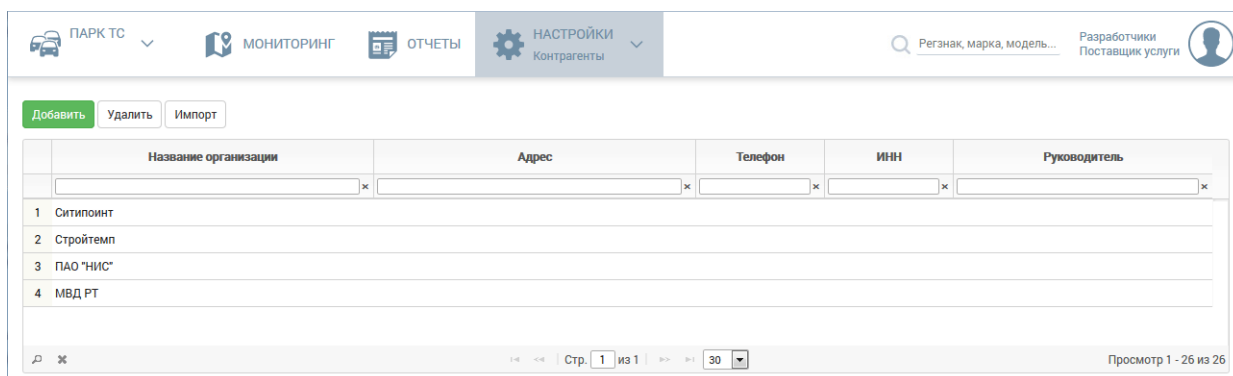 ПАРК ТС
МОНИТОРИНГ
ОТЧЕТЫ
НАСТРОЙКИ
Контрагенты
Регзнак, марка, модель...
Разработчики
Поставщик услуги
Добавить Удалить Импорт
Название организации Адрес Телефон ИНН Руководитель
× × × × ×
1 Ситипоинт
2 Стройтемп
3 ПАО "НИС"
4 МВД РТ
Стр. 1 из 1 30 Просмотр 1 - 26 из 26